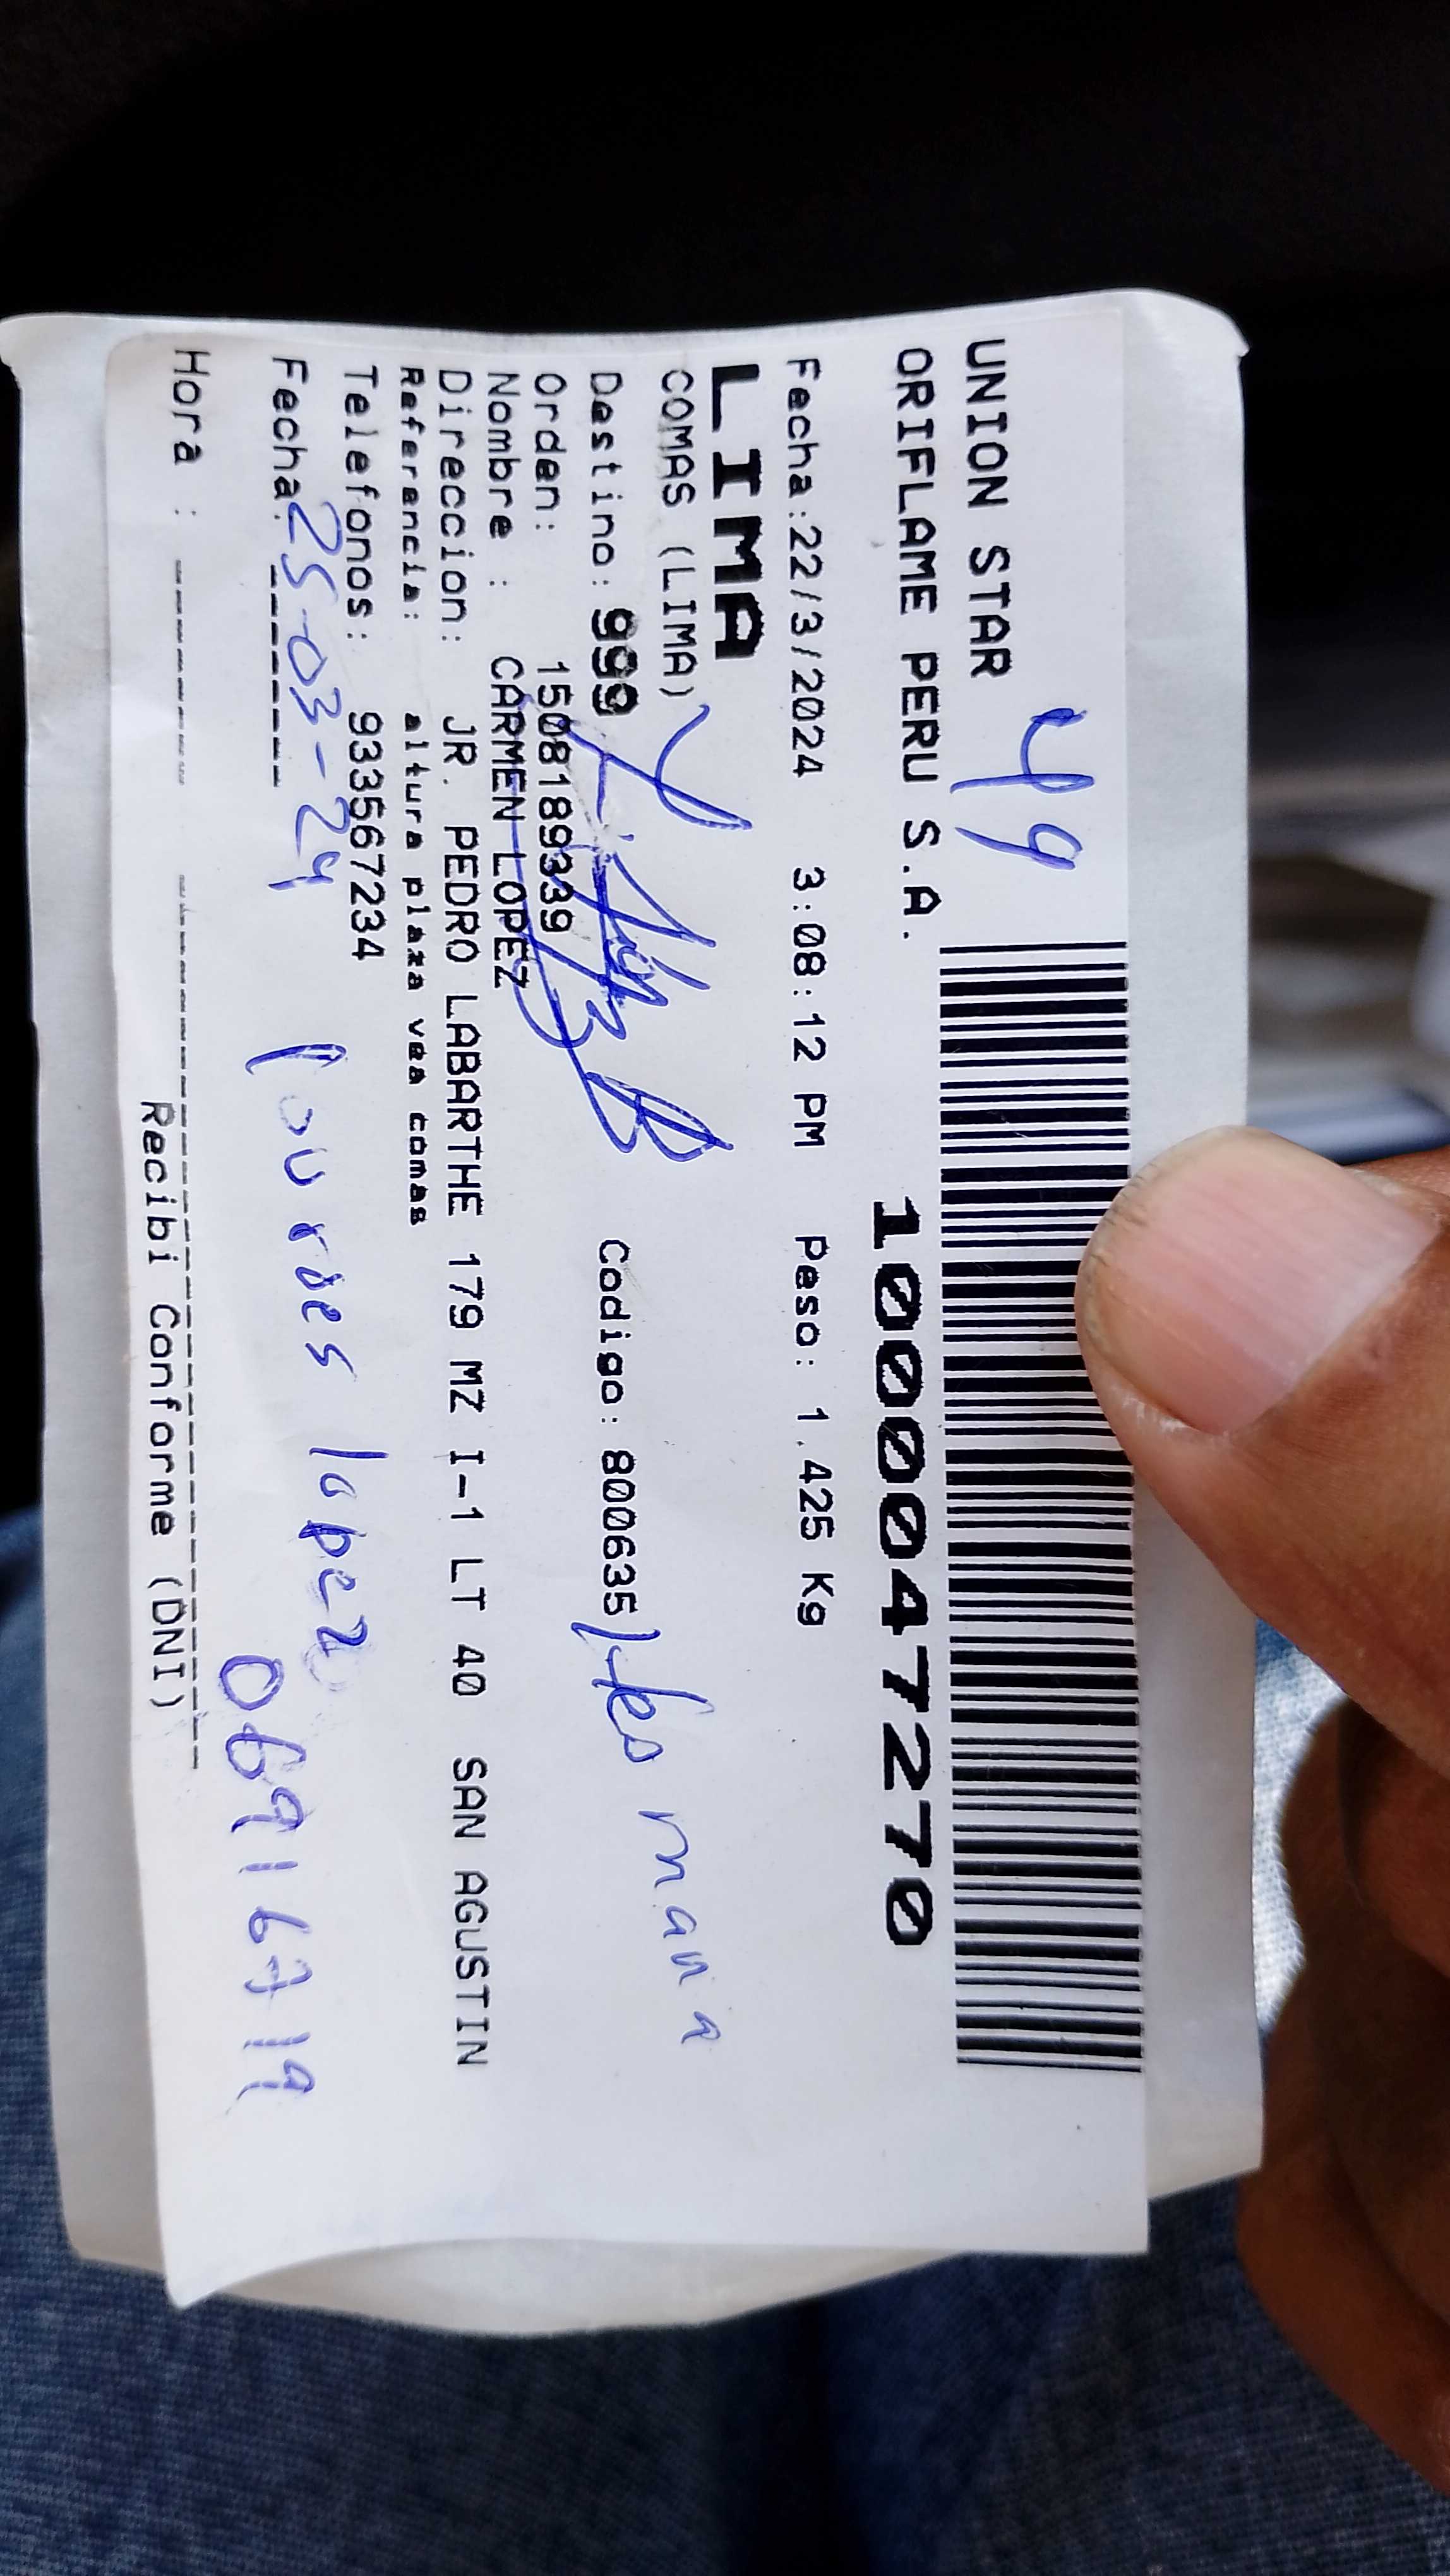 UNION STAR 49
ORIFLAME PERU S.A.
1000047270
Fecha:22/3/2024 3:08:12 PM Peso: 1.425 Kg
LIMA
COMAS (LIMA)
Destino: 999 Codigo: 800635
mana
Orden: 1508189339
Nombre : CARMEN LOPEZ
Direccion: JR. PEDRO LABARTHE 179 MZ I-1 LT 40 SAN AGUSTIN
Referencia: altura plaza vea comas
Telefonos: 933567234
Fecha: 25-03-24 lourdes lopez
06916719
Hora :
Recibi Conforme (DNI)